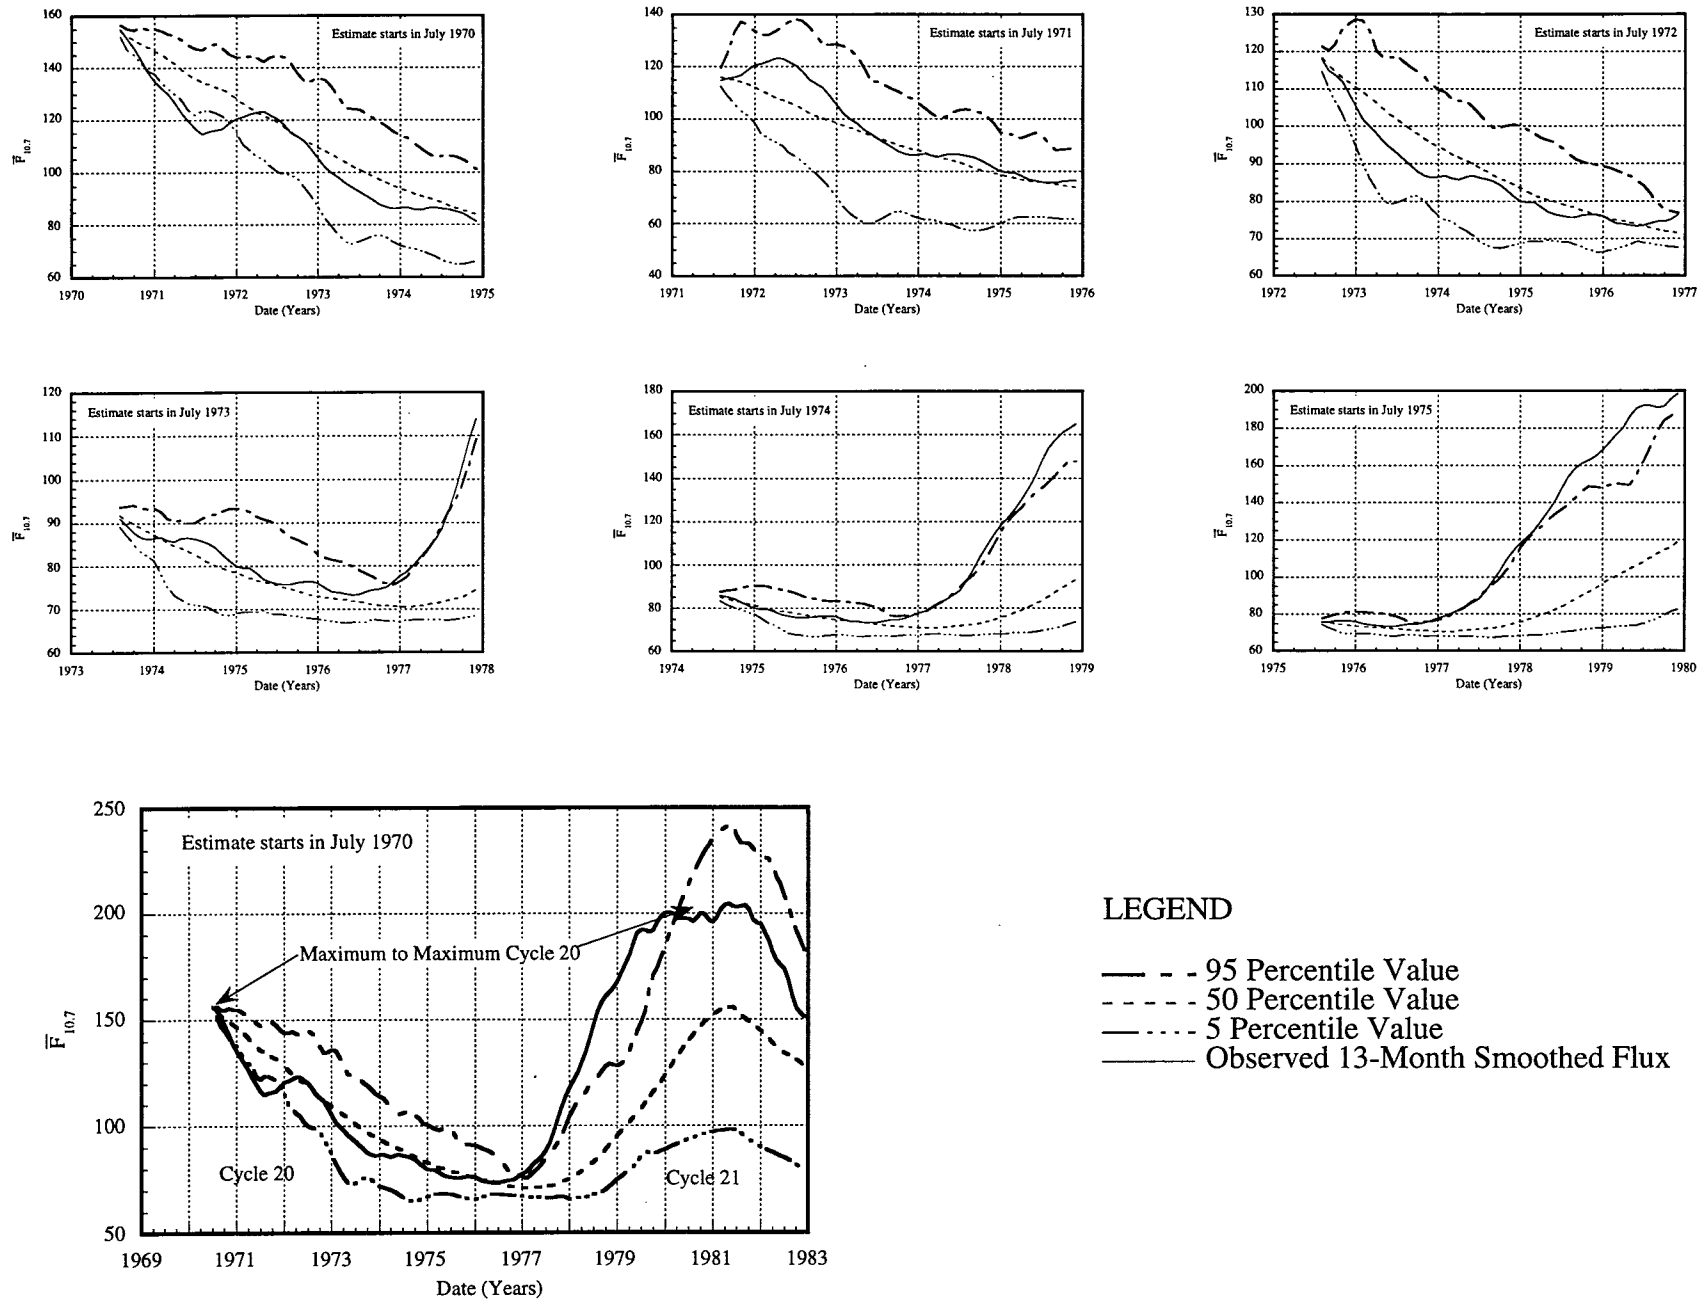 160
140
120
100
80
60
F̅10.7
Estimate starts in July 1970
1970 1971 1972 1973 1974 1975
Date (Years)
140
120
100
80
60
40
F̅10.7
Estimate starts in July 1971
1971 1972 1973 1974 1975 1976
Date (Years)
130
120
110
100
90
80
70
60
F̅10.7
Estimate starts in July 1972
1972 1973 1974 1975 1976 1977
Date (Years)
120
110
100
90
80
70
60
F̅10.7
Estimate starts in July 1973
1973 1974 1975 1976 1977 1978
Date (Years)
180
160
140
120
100
80
60
F̅10.7
Estimate starts in July 1974
1974 1975 1976 1977 1978 1979
Date (Years)
200
180
160
140
120
100
80
60
F̅10.7
Estimate starts in July 1975
1975 1976 1977 1978 1979 1980
Date (Years)
250
200
150
100
50
F̅10.7
Estimate starts in July 1970
Maximum to Maximum Cycle 20
Cycle 20
Cycle 21
1969 1971 1973 1975 1977 1979 1981 1983
Date (Years)
LEGEND
95 Percentile Value
50 Percentile Value
5 Percentile Value
Observed 13-Month Smoothed Flux